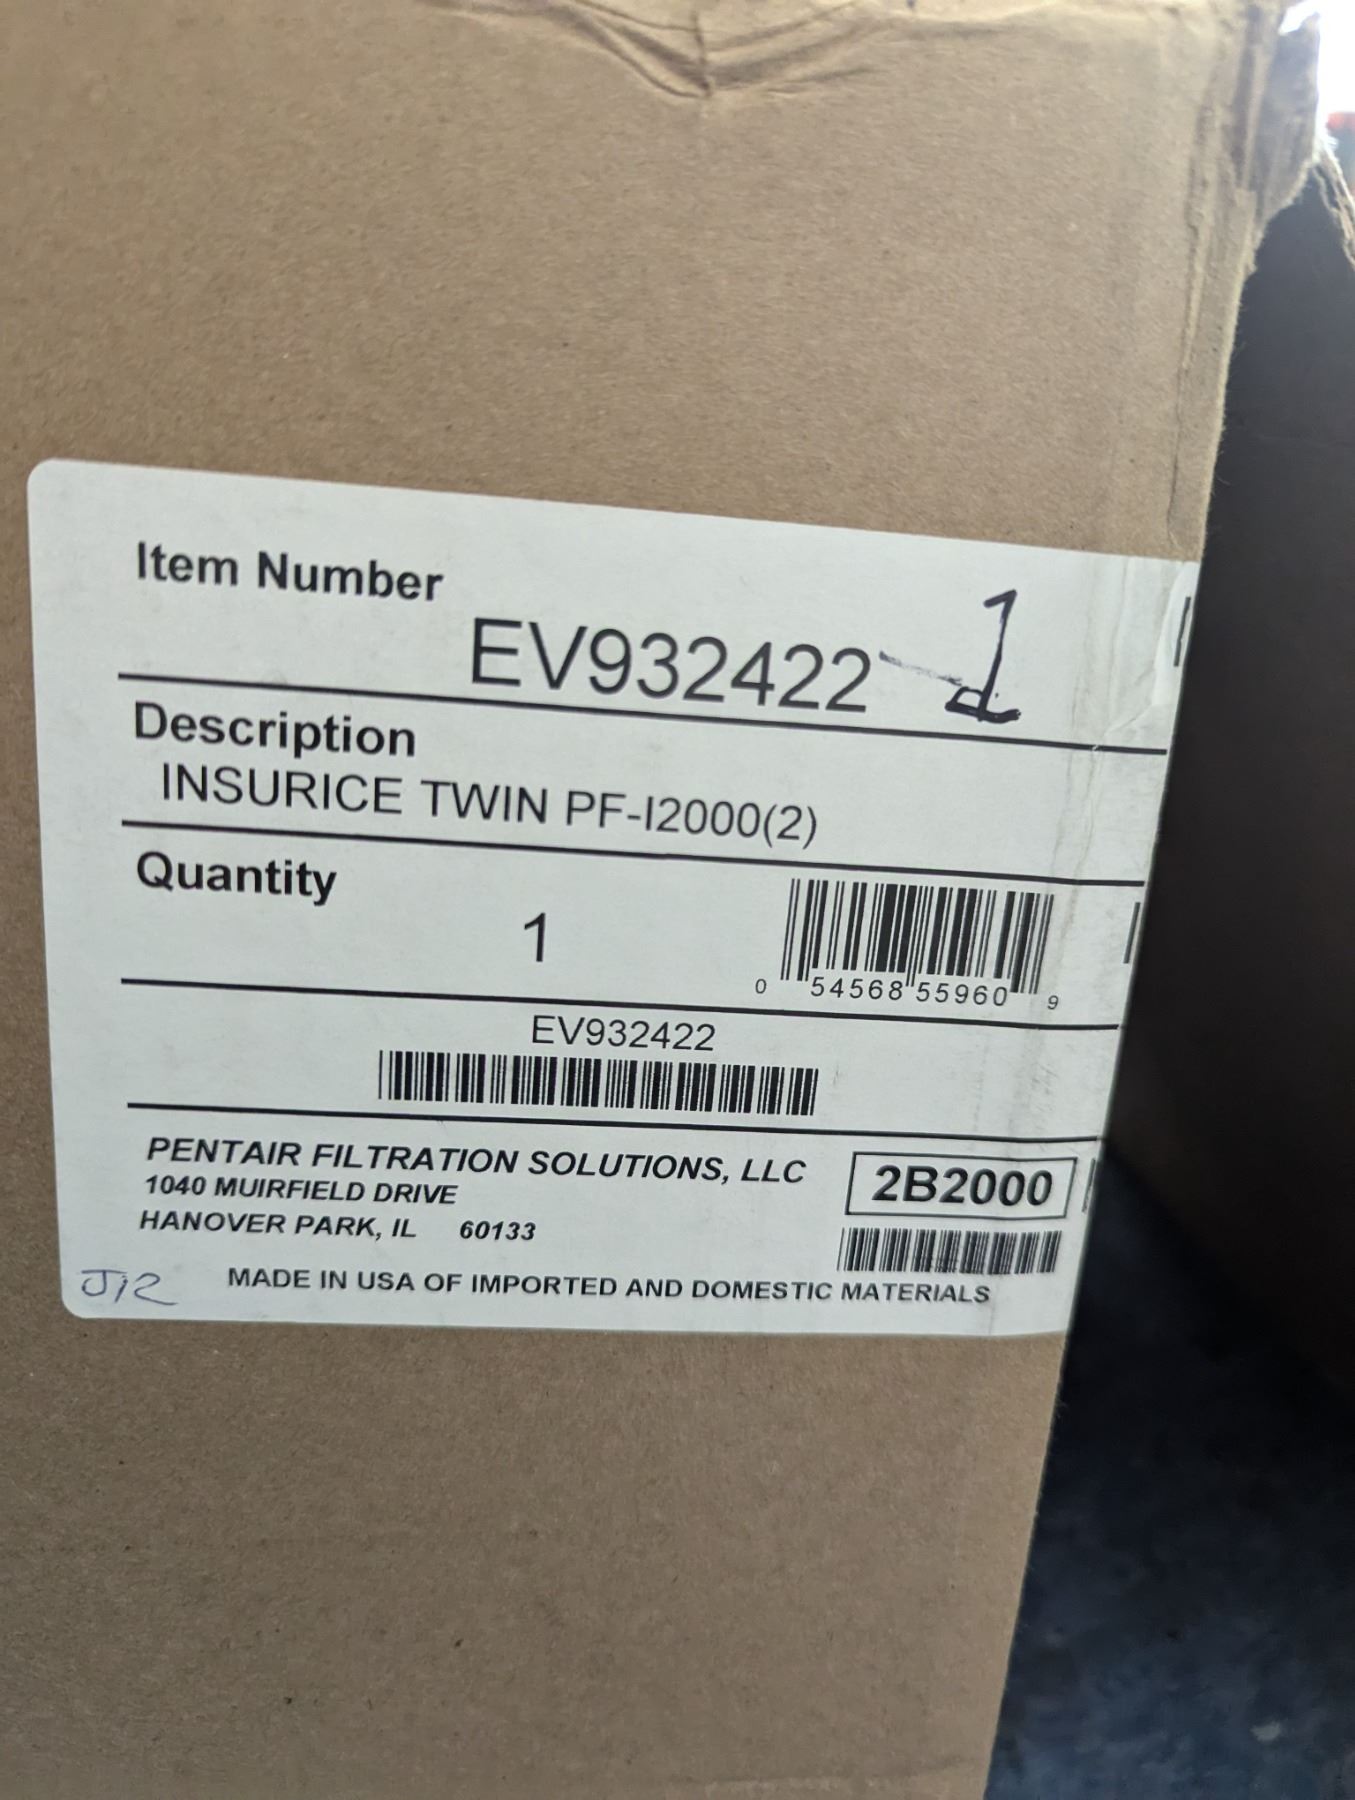 Item Number
EV932422-1
Description
INSURICE TWIN PF-I2000(2)
Quantity
1
0 54568 55960 9
EV932422
PENTAIR FILTRATION SOLUTIONS, LLC
1040 MUIRFIELD DRIVE
HANOVER PARK, IL 60133
2B2000
J12
MADE IN USA OF IMPORTED AND DOMESTIC MATERIALS